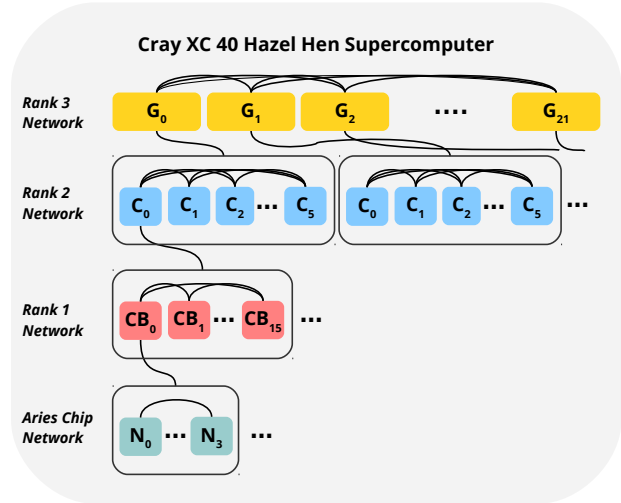 Cray XC 40 Hazel Hen Supercomputer
Rank 3
Network
G0 G1 G2 .... G21
Rank 2
Network
C0 C1 C2 ... C5 C0 C1 C2 ... C5 ...
Rank 1
Network
CB0 CB1 ... CB15 ...
Aries Chip
Network
N0 ... N3 ...